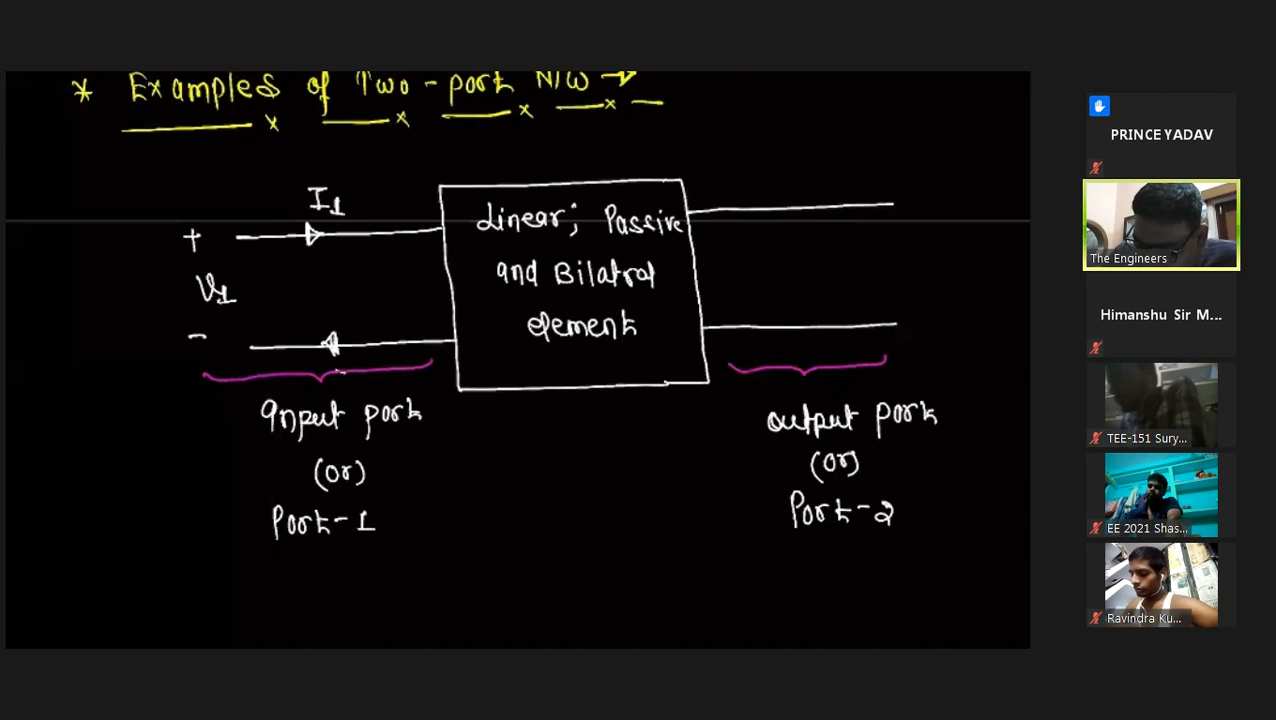 * Examples of Two-port N/W →
I1
+
V1
-
Linear; Passive
and Bilatral
element
Input port
(or)
Port-1
output port
(or)
Port-2
PRINCE YADAV
The Engineers
Himanshu Sir M...
TEE-151 Sury...
EE 2021 Shas...
Ravindra Ku...